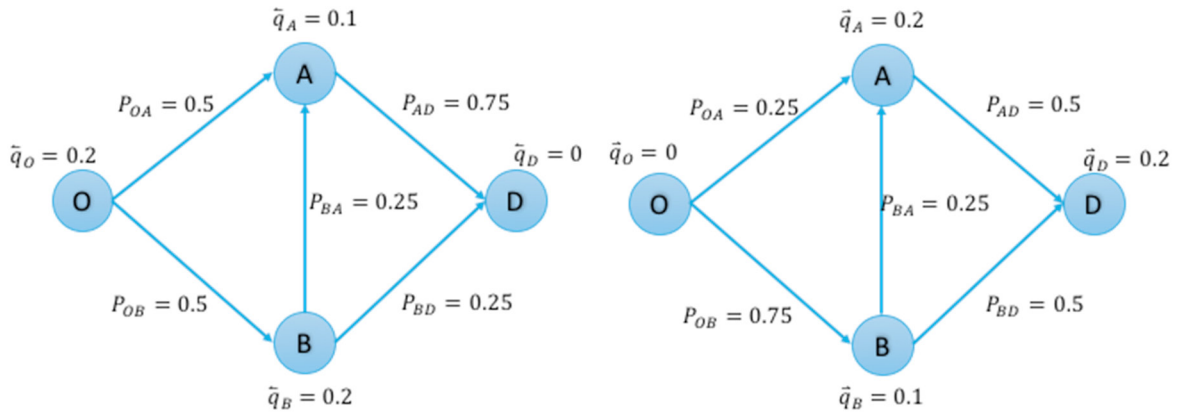 q⃖_A = 0.1
A
P_OA = 0.5
P_AD = 0.75
q⃖_O = 0.2
q⃖_D = 0
O
P_BA = 0.25
D
P_OB = 0.5
P_BD = 0.25
B
q⃖_B = 0.2
q⃗_A = 0.2
A
P_OA = 0.25
P_AD = 0.5
q⃗_O = 0
q⃗_D = 0.2
O
P_BA = 0.25
D
P_OB = 0.75
P_BD = 0.5
B
q⃗_B = 0.1